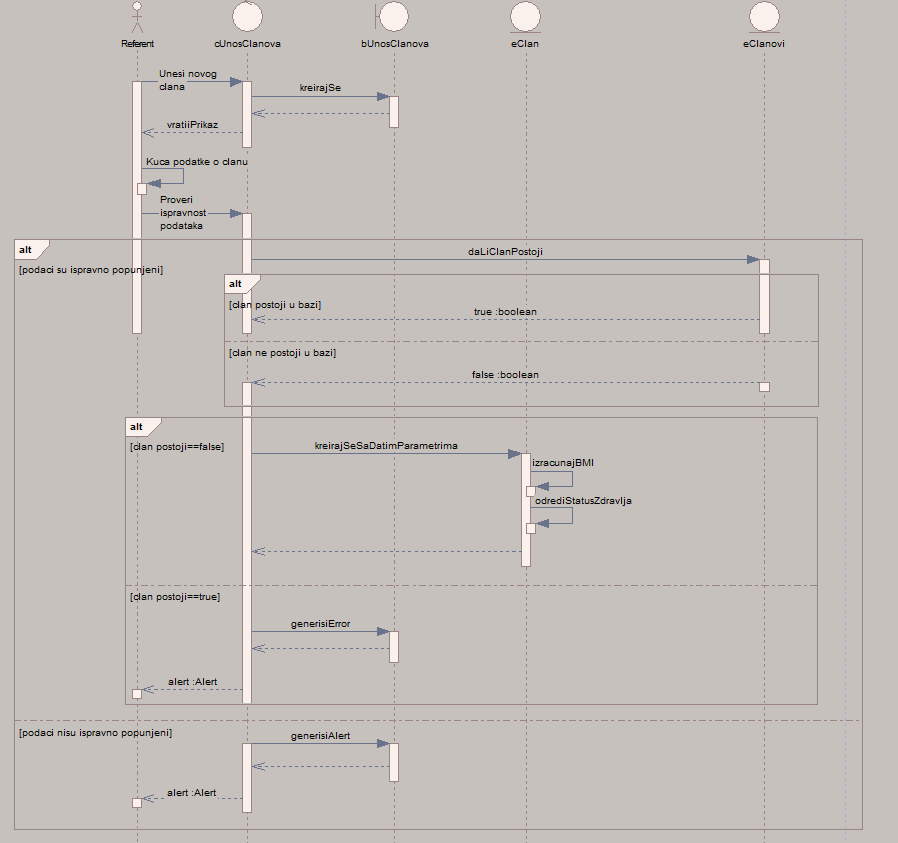 Referent
cUnosClanova
bUnosClanova
eClan
eClanovi
Unesi novog
clana
kreirajSe
vratiiPrikaz
Kuca podatke o clanu
Proveri
ispravnost
podataka
alt
daLiClanPostoji
[podaci su ispravno popunjeni]
alt
[clan postoji u bazi]
true :boolean
[clan ne postoji u bazi]
false :boolean
alt
[clan postoji==false]
kreirajSeSaDatimParametrima
izracunajBMI
odrediStatusZdravlja
[clan postoji==true]
generisiError
alert :Alert
[podaci nisu ispravno popunjeni]
generisiAlert
alert :Alert